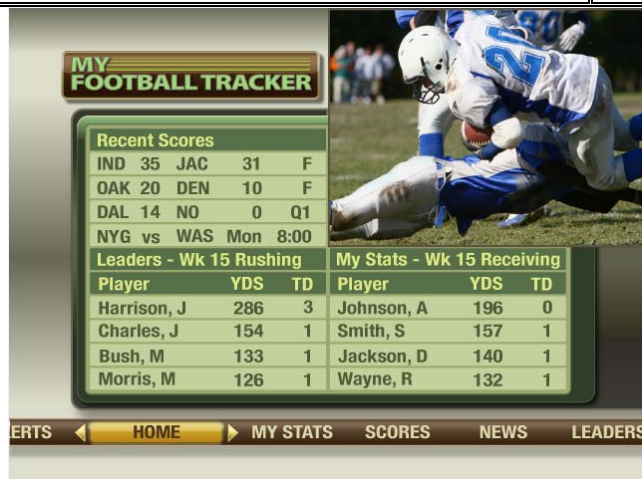 MY
FOOTBALL TRACKER
20
Recent Scores
IND 35 JAC 31 F
OAK 20 DEN 10 F
DAL 14 NO 0 Q1
NYG vs WAS Mon 8:00
Leaders - Wk 15 Rushing
Player YDS TD
Harrison, J 286 3
Charles, J 154 1
Bush, M 133 1
Morris, M 126 1
My Stats - Wk 15 Receiving
Player YDS TD
Johnson, A 196 0
Smith, S 157 1
Jackson, D 140 1
Wayne, R 132 1
ERTS HOME MY STATS SCORES NEWS LEADERS